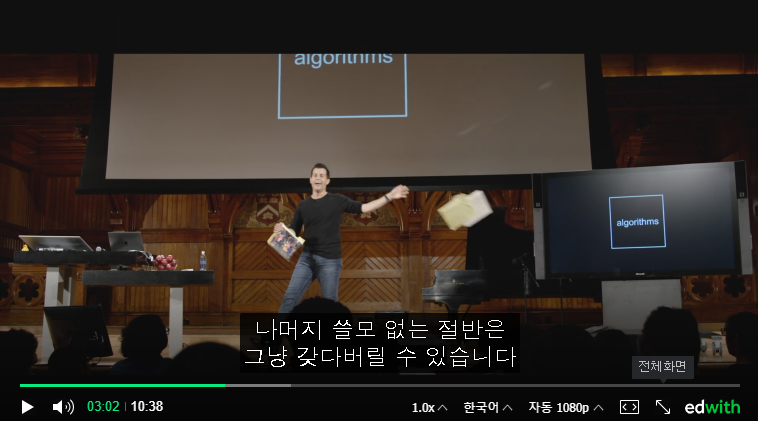 algorithms
algorithms
나머지 쓸모 없는 절반은
그냥 갖다버릴 수 있습니다
전체화면
03:02 10:38 1.0x 한국어 자동 1080p edwith